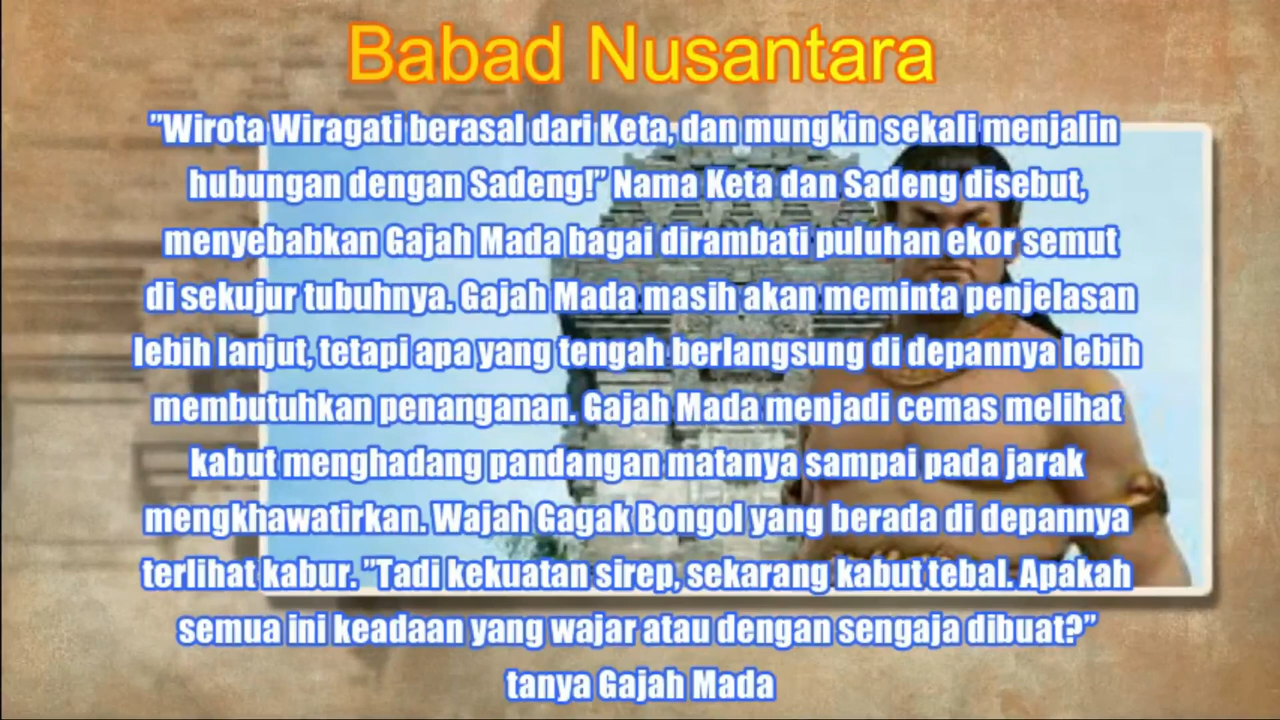 Babad Nusantara
”Wirota Wiragati berasal dari Keta, dan mungkin sekali menjalin
hubungan dengan Sadeng!” Nama Keta dan Sadeng disebut,
menyebabkan Gajah Mada bagai dirambati puluhan ekor semut
di sekujur tubuhnya. Gajah Mada masih akan meminta penjelasan
lebih lanjut, tetapi apa yang tengah berlangsung di depannya lebih
membutuhkan penanganan. Gajah Mada menjadi cemas melihat
kabut menghadang pandangan matanya sampai pada jarak
mengkhawatirkan. Wajah Gagak Bongol yang berada di depannya
terlihat kabur. ”Tadi kekuatan sirep, sekarang kabut tebal. Apakah
semua ini keadaan yang wajar atau dengan sengaja dibuat?”
tanya Gajah Mada